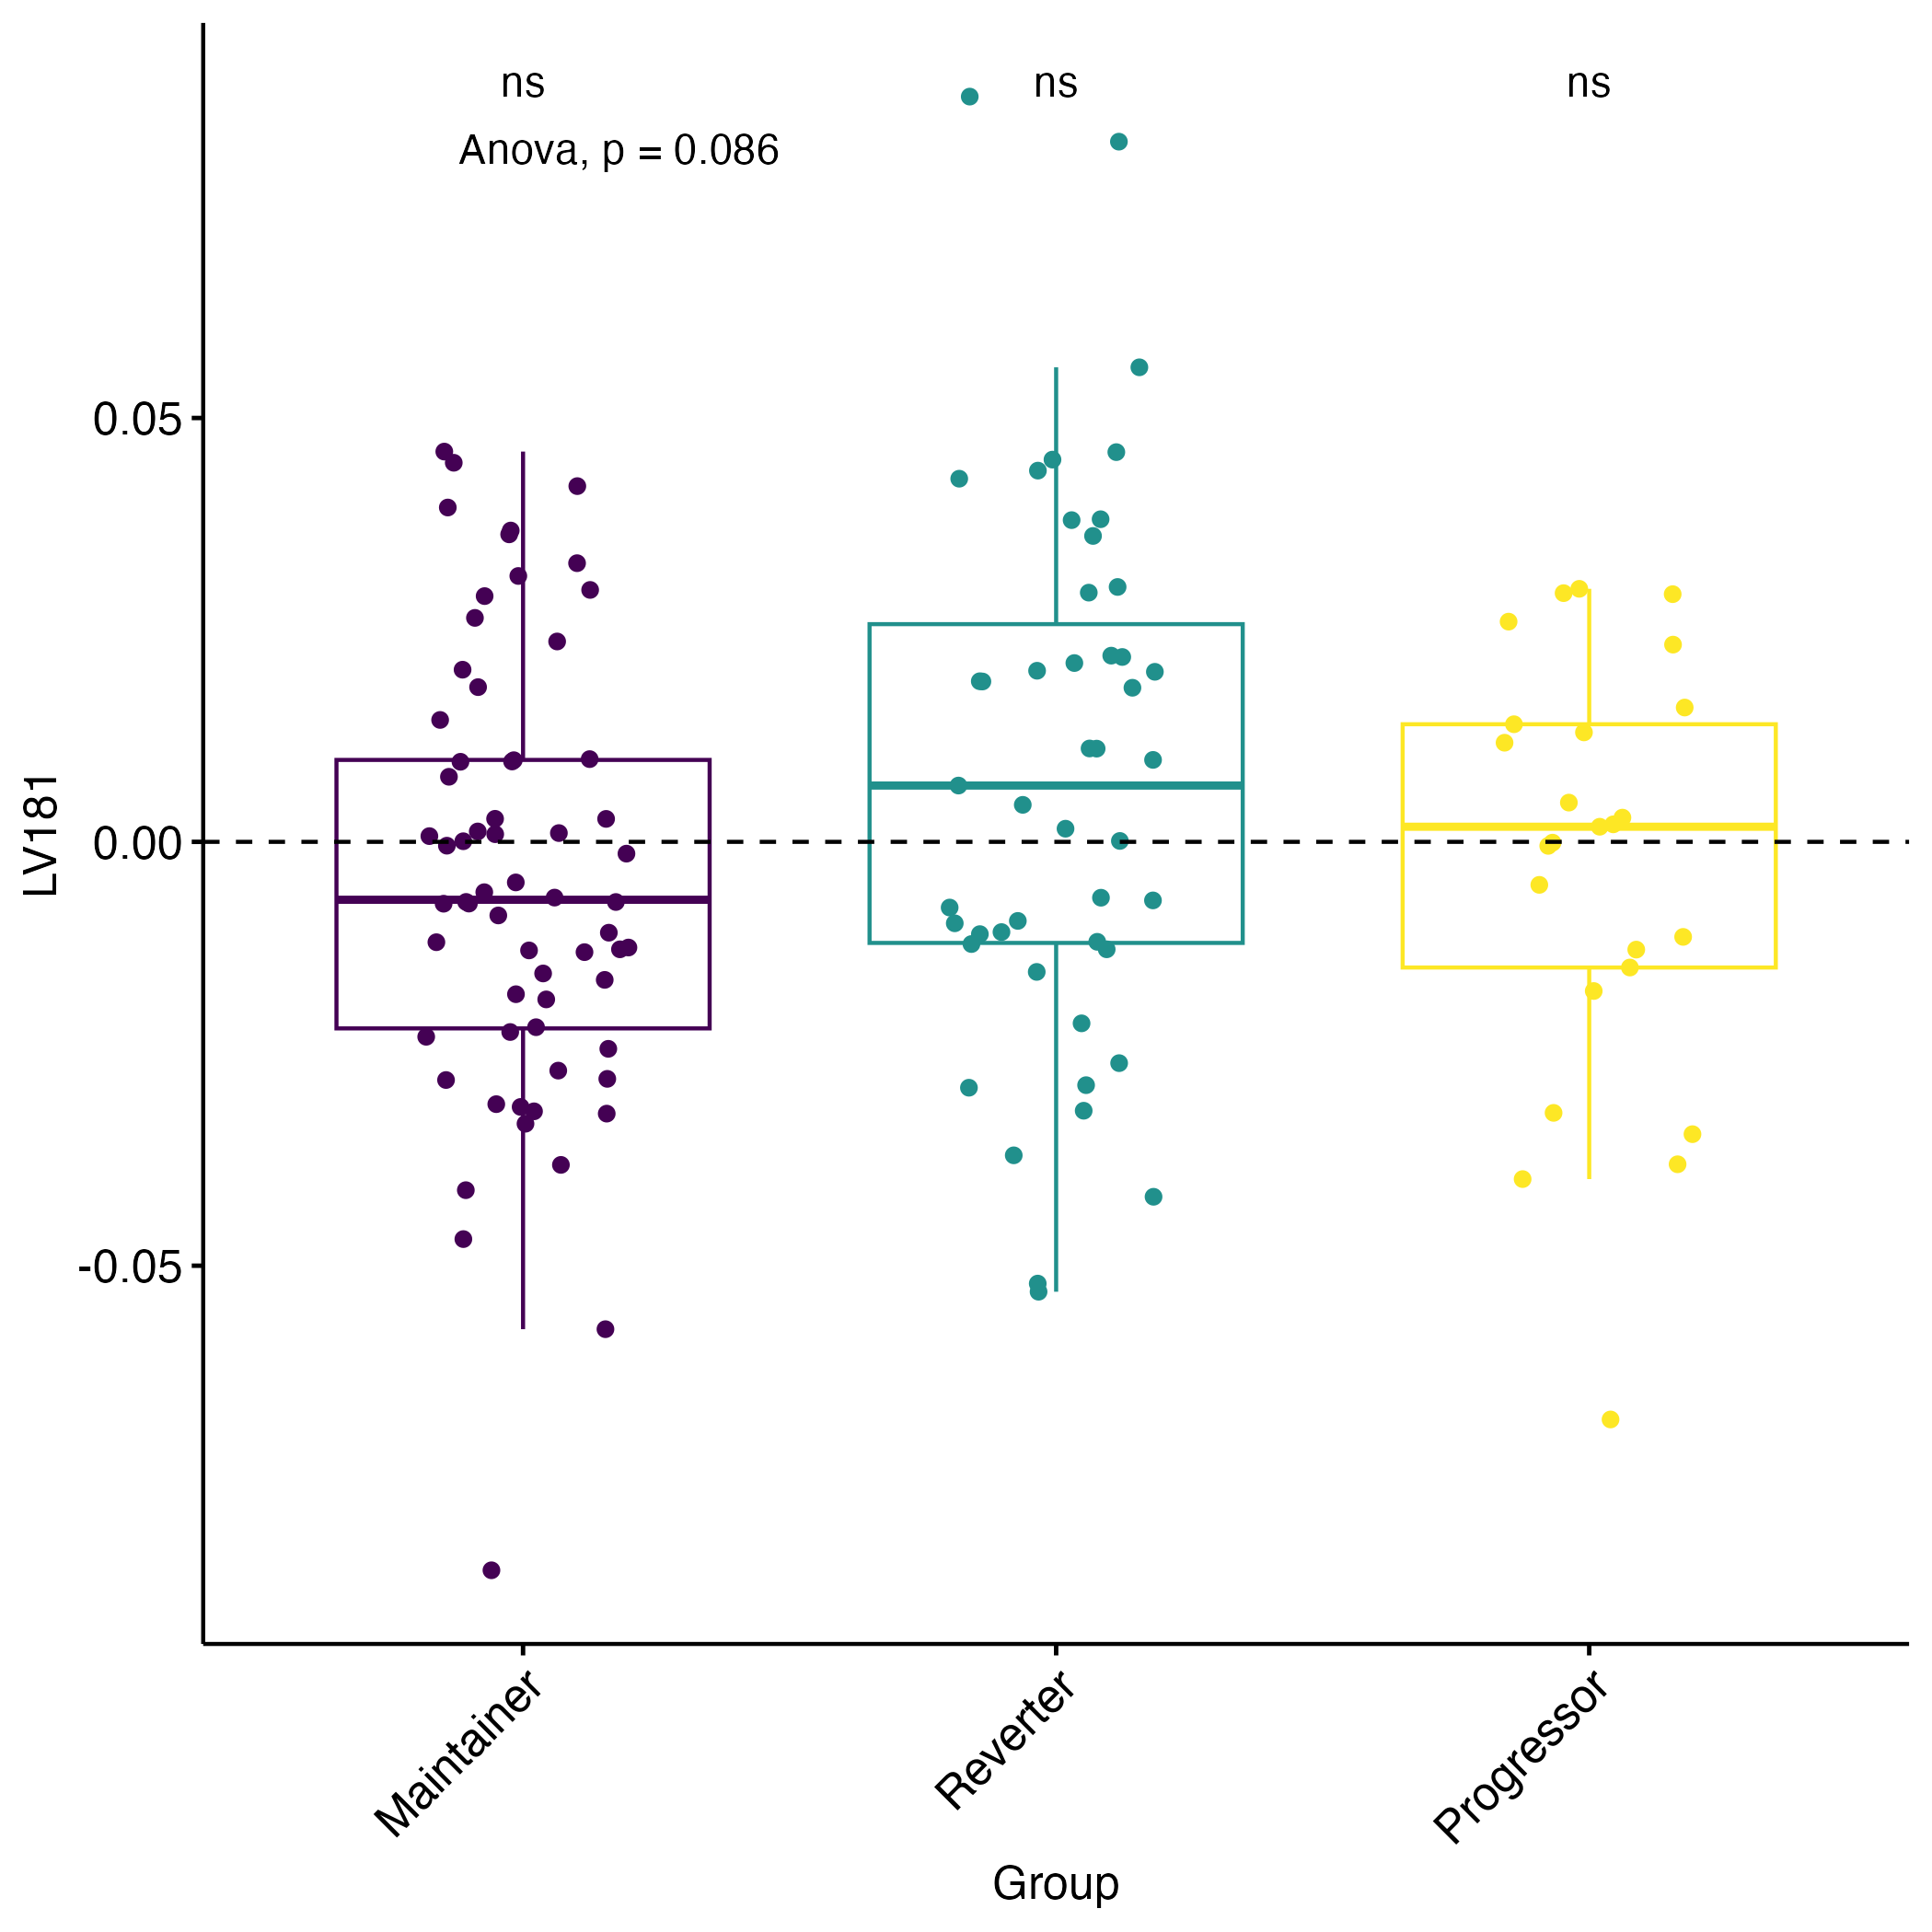 ns ns ns
Anova, p = 0.086
LV181
0.05
0.00
-0.05
Maintainer Reverter Progressor
Group